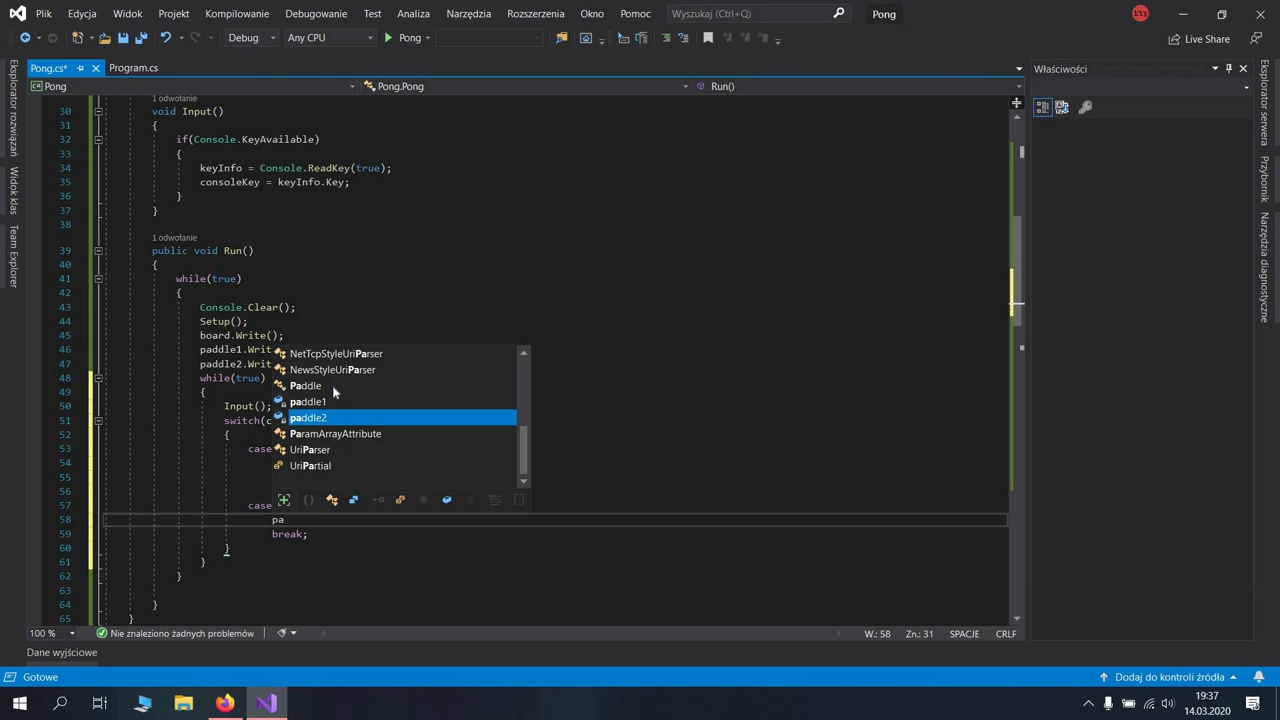 Plik Edycja Widok Projekt Kompilowanie Debugowanie Test Analiza Narzędzia Rozszerzenia Okno Pomoc Wyszukaj (Ctrl+Q) Pong
Debug Any CPU Pong Live Share
Pong.cs* Program.cs
Pong Pong.Pong Run()
Właściwości
Eksplorator rozwiązań
Widok klas
Team Explorer
Eksplorator serwera
Przybornik
Narzędzia diagnostyczne
1 odwołanie
30 void Input()
31 {
32 if(Console.KeyAvailable)
33 {
34 keyInfo = Console.ReadKey(true);
35 consoleKey = keyInfo.Key;
36 }
37 }
38
1 odwołanie
39 public void Run()
40 {
41 while(true)
42 {
43 Console.Clear();
44 Setup();
45 board.Write();
46 paddle1.Writ
47 paddle2.Writ
48 while(true)
49 {
50 Input();
51 switch(c
52 {
53 case
54
55
56
57 case
58 pa
59 break;
60 }
61 }
62 }
63
64 }
65 }
NetTcpStyleUriParser
NewsStyleUriParser
Paddle
paddle1
paddle2
ParamArrayAttribute
UriParser
UriPartial
100 % Nie znaleziono żadnych problemów W.: 58 Zn.: 31 SPACJE CRLF
Dane wyjściowe
Gotowe Dodaj do kontroli źródła
19:37
14.03.2020